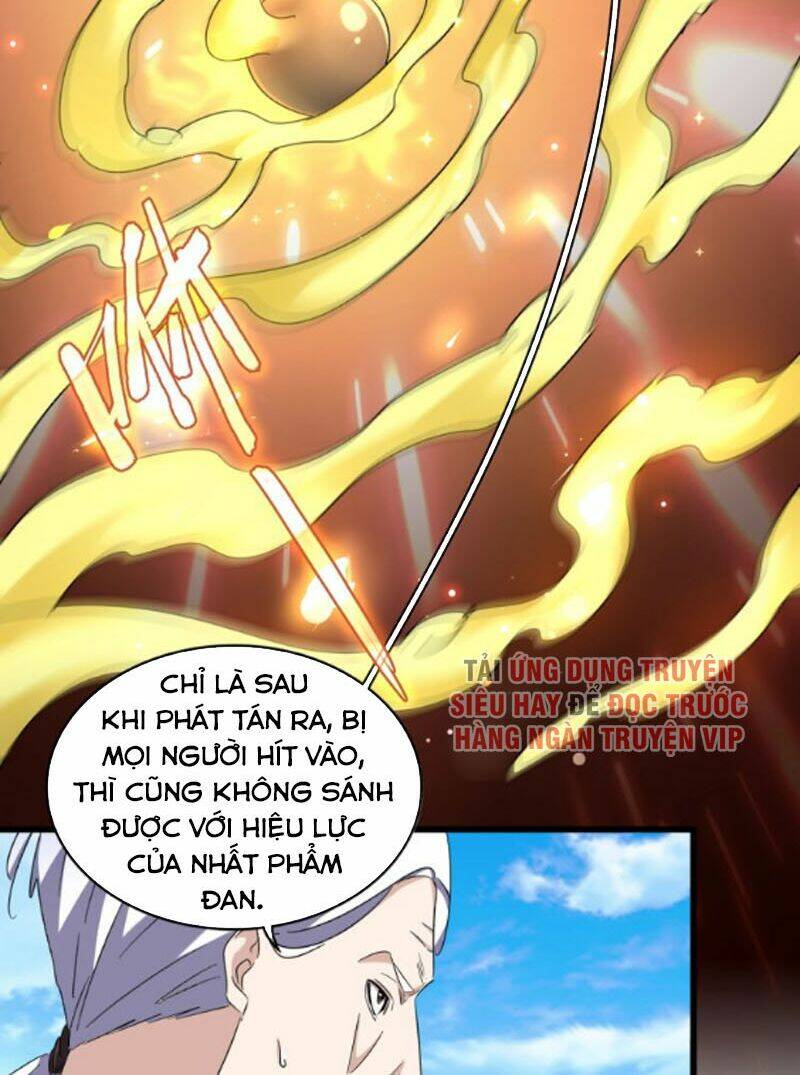 TẢI ỨNG DỤNG TRUYỆN
SIÊU HAY ĐỂ ĐỌC TRƯỚC
HÀNG NGÀN TRUYỆN VIP
CHỈ LÀ SAU
KHI PHÁT TÁN RA, BỊ
MỌI NGƯỜI HÍT VÀO,
THÌ CŨNG KHÔNG SÁNH
ĐƯỢC VỚI HIỆU LỰC
CỦA NHẤT PHẨM
ĐAN.